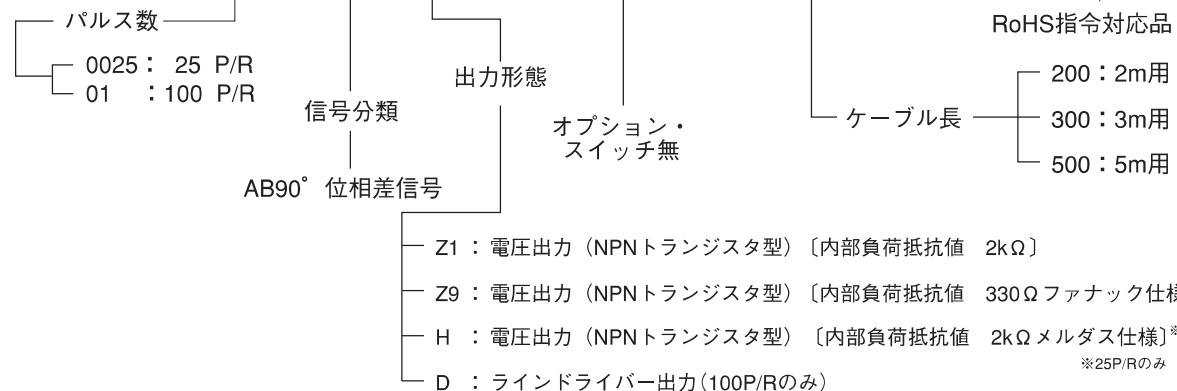 パルス数
0025： 25 P/R
01 ：100 P/R
信号分類
AB90°位相差信号
出力形態
オプション・
スイッチ無
RoHS指令対応品
ケーブル長
200：2m用
300：3m用
500：5m用
Z1 ： 電圧出力（NPNトランジスタ型）〔内部負荷抵抗値 2kΩ〕
Z9 ： 電圧出力（NPNトランジスタ型）〔内部負荷抵抗値 330Ωファナック仕様
H ： 電圧出力（NPNトランジスタ型）〔内部負荷抵抗値 2kΩメルダス仕様〕※
※25P/Rのみ
D ： ラインドライバー出力(100P/Rのみ)